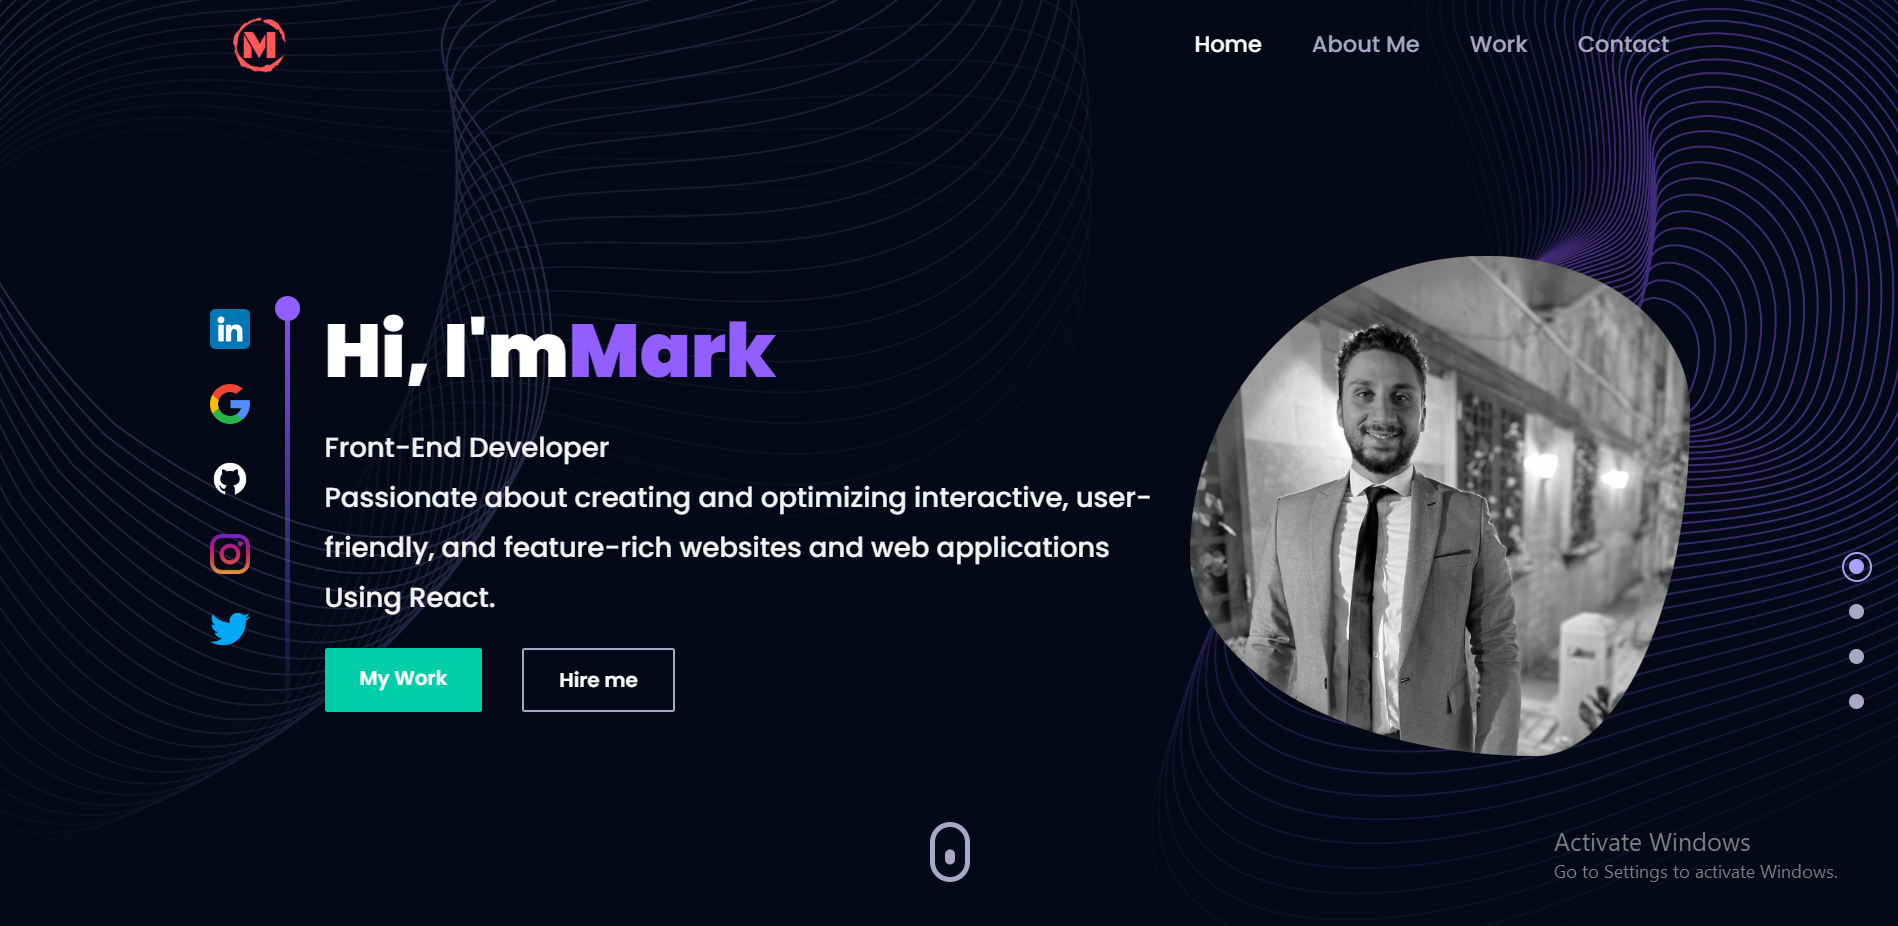 M
Home About Me Work Contact
in
Hi, I'mMark
Front-End Developer
Passionate about creating and optimizing interactive, user-
friendly, and feature-rich websites and web applications
Using React.
My Work Hire me
Activate Windows
Go to Settings to activate Windows.